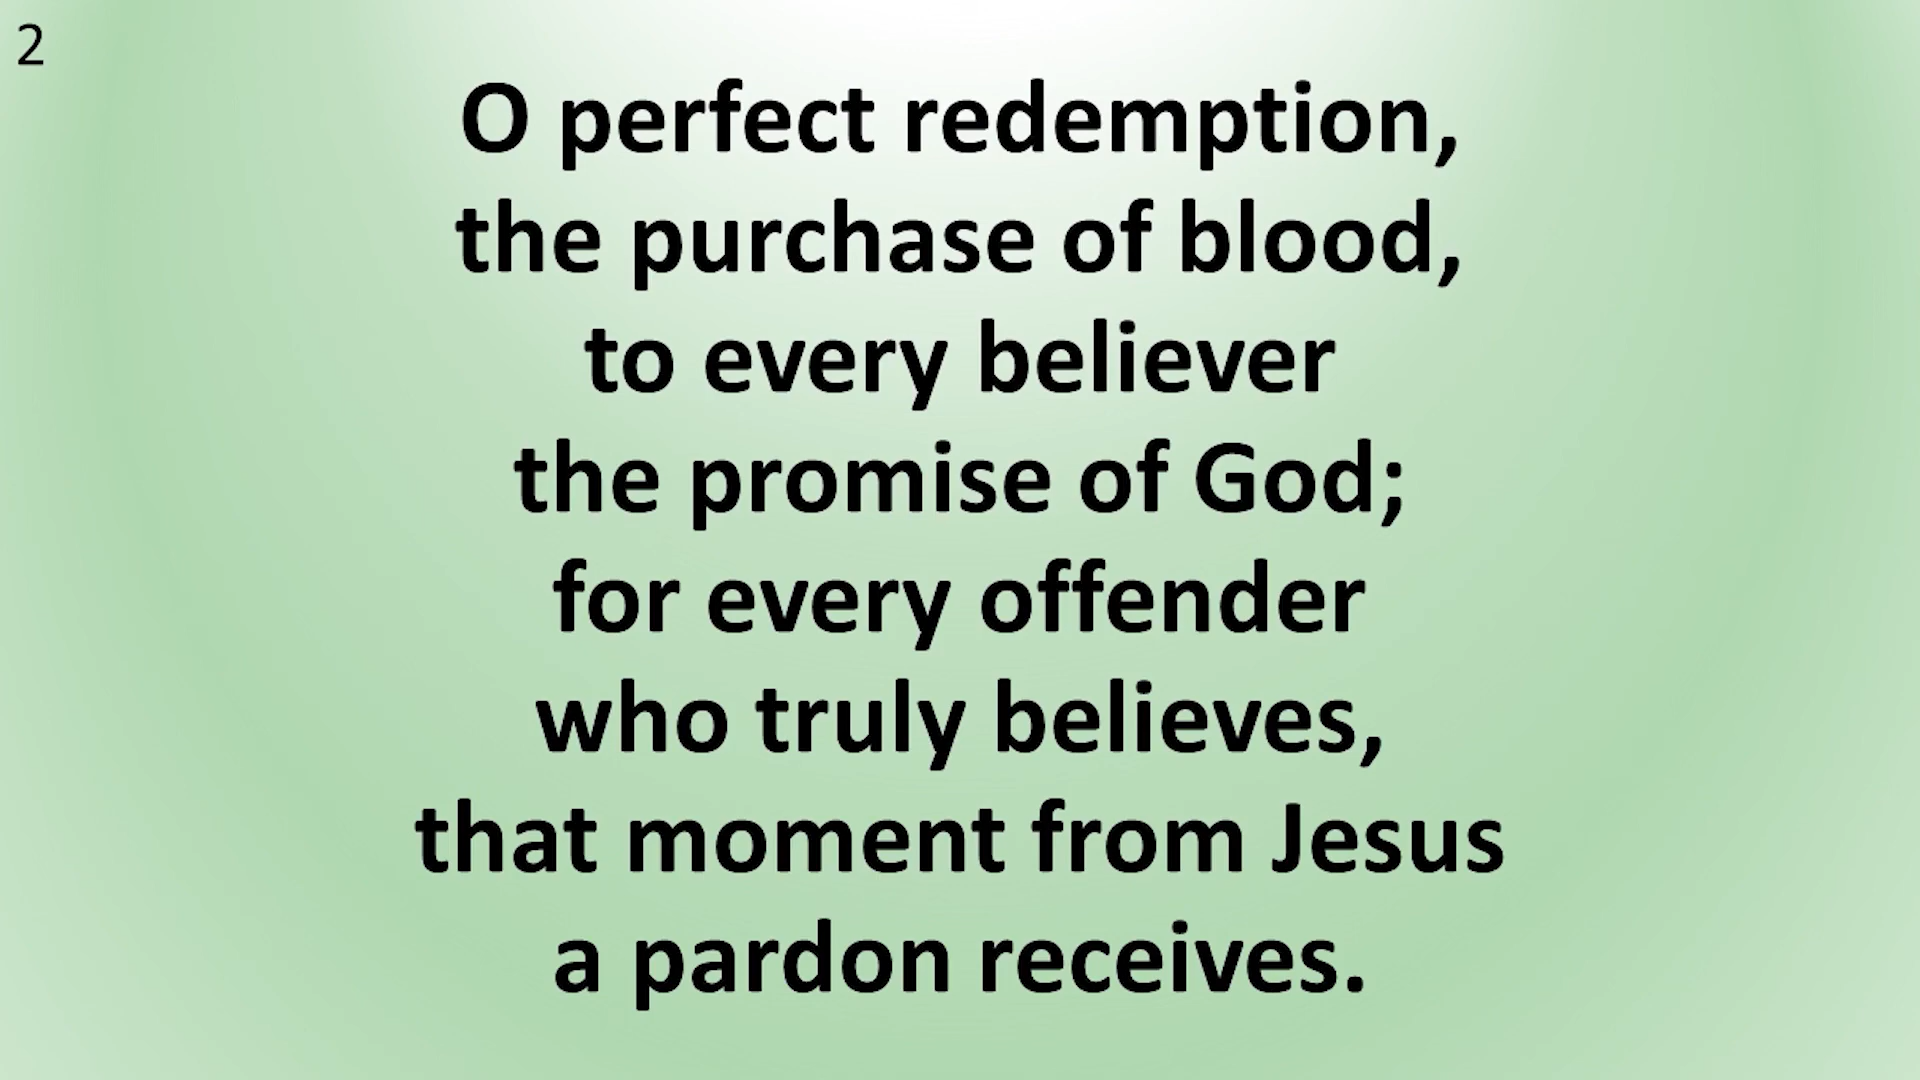 2
O perfect redemption,
the purchase of blood,
to every believer
the promise of God;
for every offender
who truly believes,
that moment from Jesus
a pardon receives.